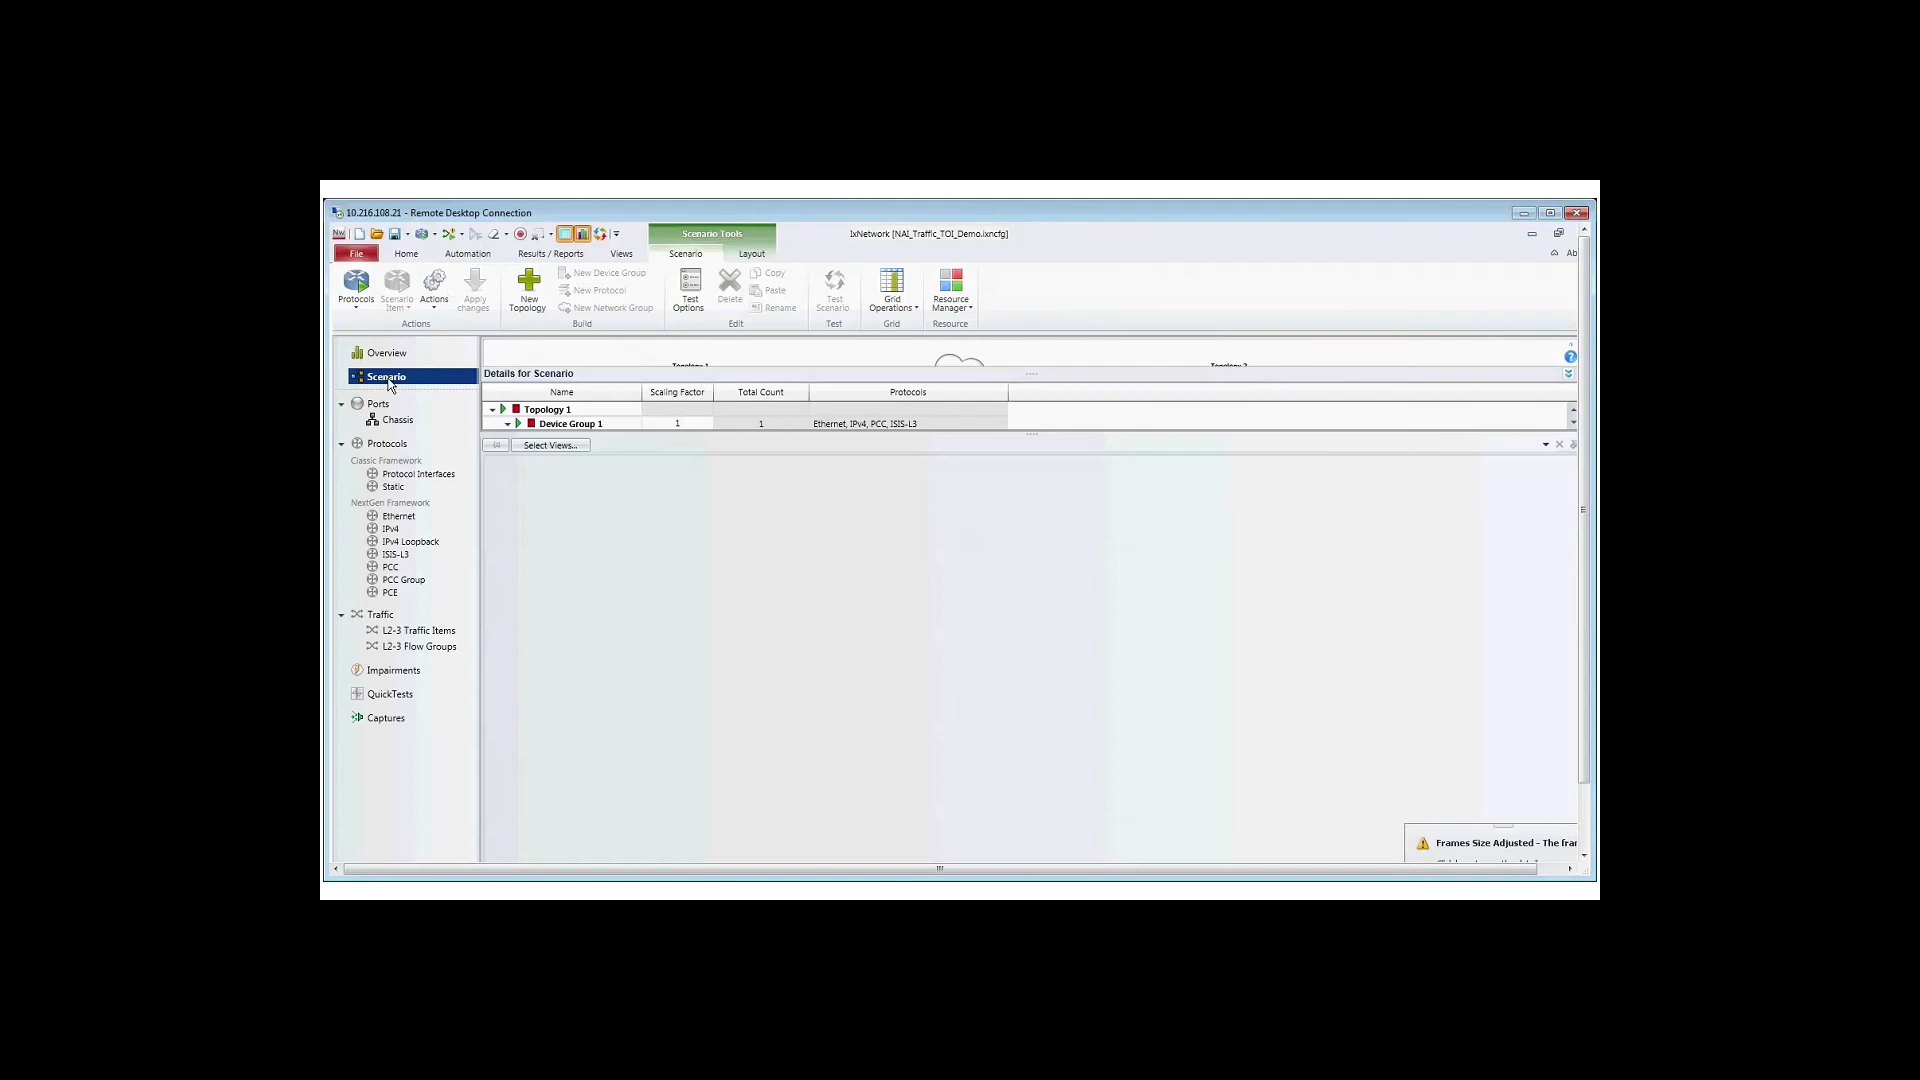 10.216.108.21 - Remote Desktop Connection
Scenario Tools
IxNetwork [NAI_Traffic_TOI_Demo.ixncfg]
File Home Automation Results / Reports Views Scenario Layout Ab
Protocols Scenario Item Actions Apply changes
Actions
New Topology New Device Group
New Protocol
New Network Group
Build
Test Options Delete Copy
Paste
Rename
Edit
Test Scenario
Test
Grid Operations
Grid
Resource Manager
Resource
Overview
Scenario
Ports
Chassis
Protocols
Classic Framework
Protocol Interfaces
Static
NextGen Framework
Ethernet
IPv4
IPv4 Loopback
ISIS-L3
PCC
PCC Group
PCE
Traffic
L2-3 Traffic Items
L2-3 Flow Groups
Impairments
QuickTests
Captures
Topology 1 Topology 2
Details for Scenario
Name Scaling Factor Total Count Protocols
Topology 1
Device Group 1 1 1 Ethernet, IPv4, PCC, ISIS-L3
Select Views...
Frames Size Adjusted - The fra